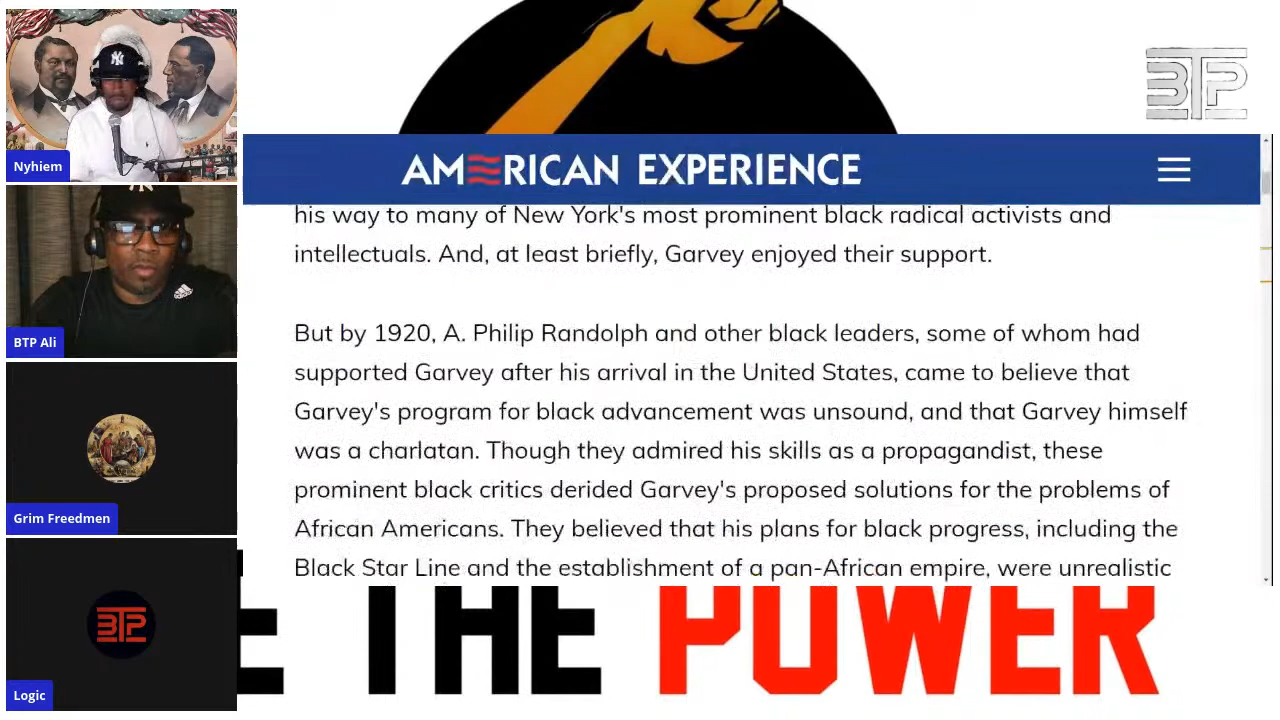 Nyhiem
BTP Ali
Grim Freedmen
BTP
Logic
BTP
AMERICAN EXPERIENCE
his way to many of New York's most prominent black radical activists and
intellectuals. And, at least briefly, Garvey enjoyed their support.
But by 1920, A. Philip Randolph and other black leaders, some of whom had
supported Garvey after his arrival in the United States, came to believe that
Garvey's program for black advancement was unsound, and that Garvey himself
was a charlatan. Though they admired his skills as a propagandist, these
prominent black critics derided Garvey's proposed solutions for the problems of
African Americans. They believed that his plans for black progress, including the
Black Star Line and the establishment of a pan-African empire, were unrealistic
E THE POWER